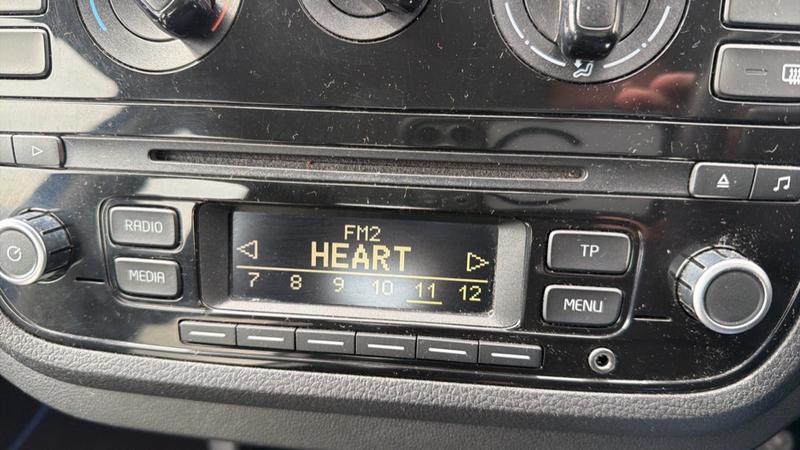 RADIO
MEDIA
FM2
HEART
7 8 9 10 11 12
TP
MENU